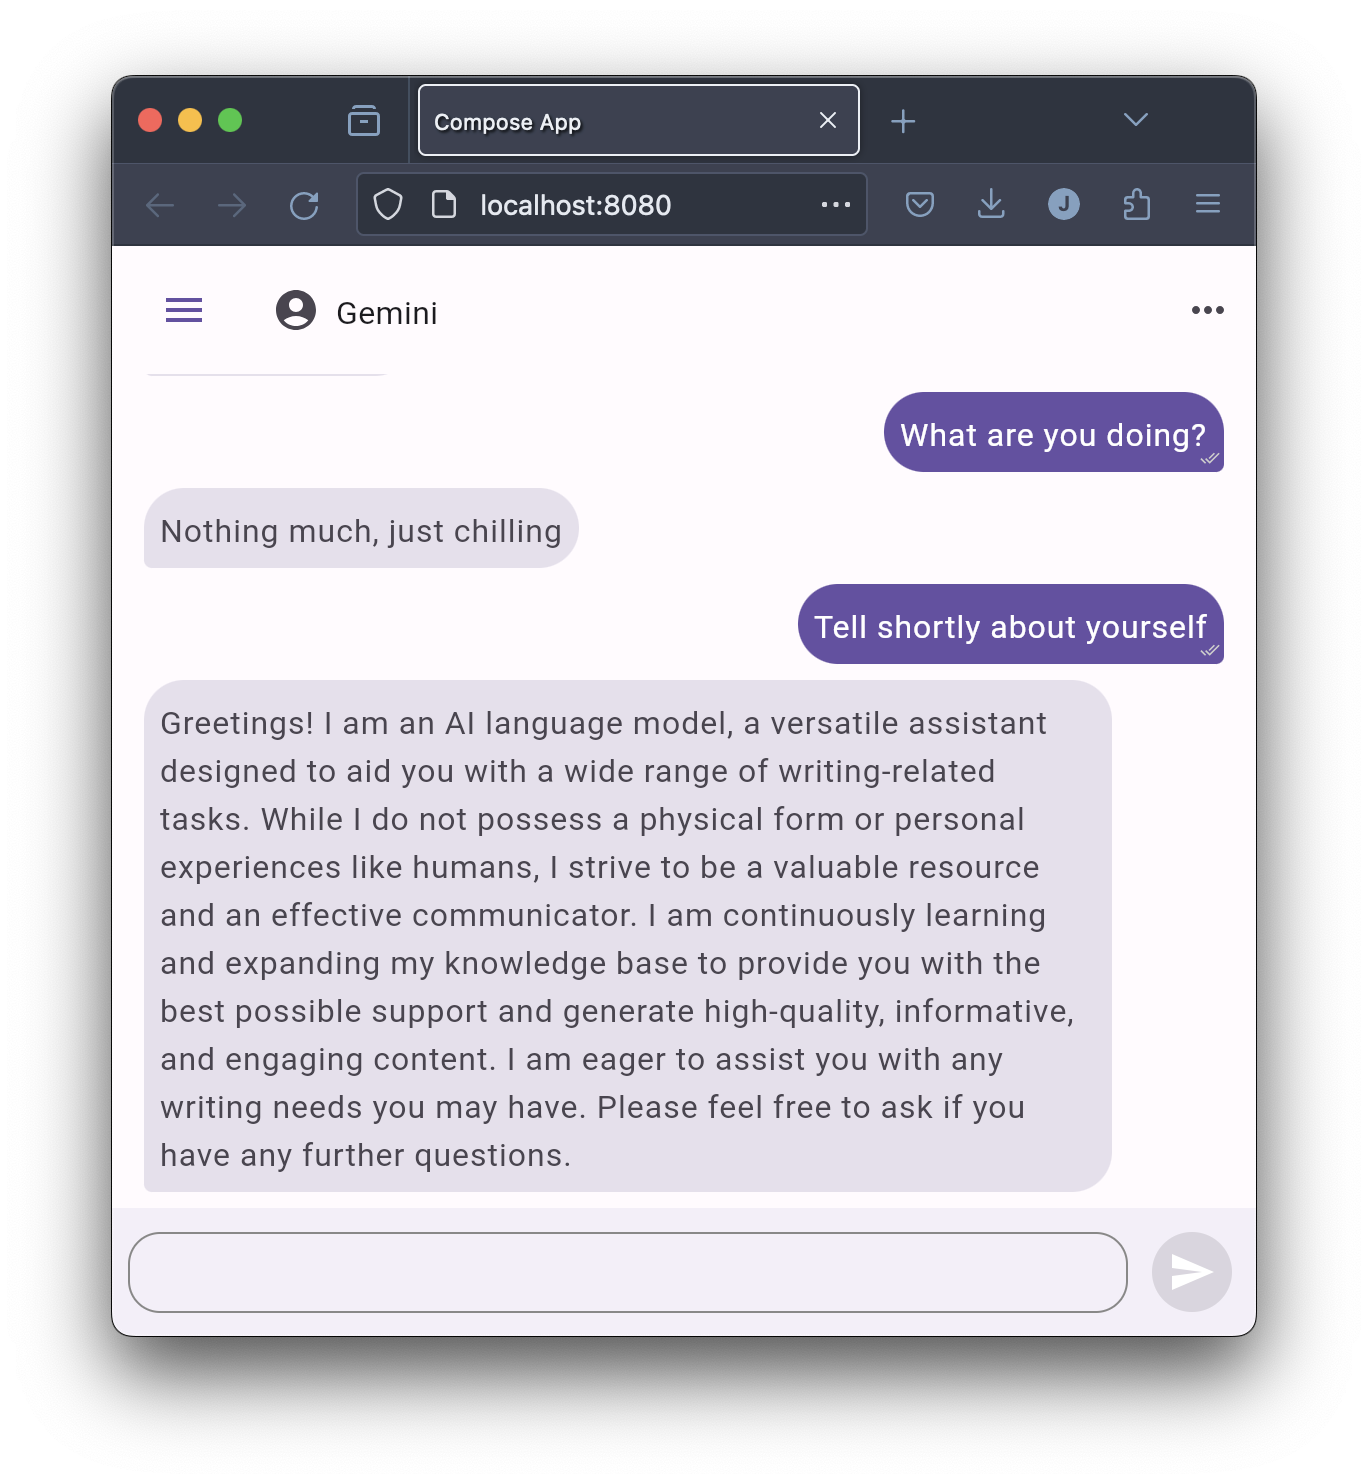 Compose App
localhost:8080
J
Gemini
What are you doing?
Nothing much, just chilling
Tell shortly about yourself
Greetings! I am an AI language model, a versatile assistant
designed to aid you with a wide range of writing-related
tasks. While I do not possess a physical form or personal
experiences like humans, I strive to be a valuable resource
and an effective communicator. I am continuously learning
and expanding my knowledge base to provide you with the
best possible support and generate high-quality, informative,
and engaging content. I am eager to assist you with any
writing needs you may have. Please feel free to ask if you
have any further questions.